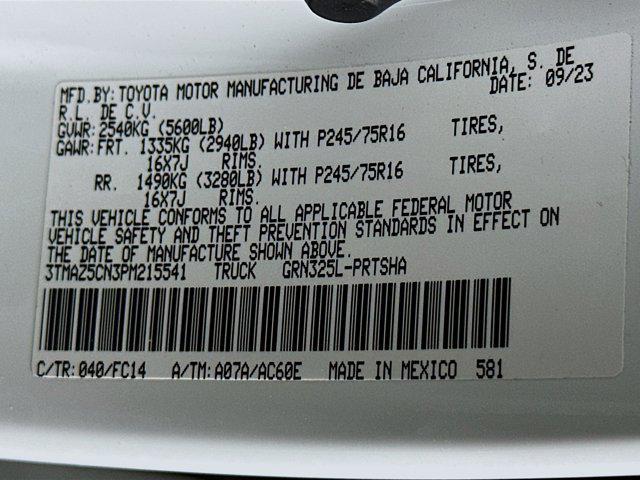 MFD.BY: TOYOTA MOTOR MANUFACTURING DE BAJA CALIFORNIA, S. DE
R.L. DE C.V. DATE: 09/23
GVWR: 2540KG (5600LB)
GAWR: FRT. 1335KG (2940LB) WITH P245/75R16 TIRES,
16X7J RIMS.
RR. 1490KG (3280LB) WITH P245/75R16 TIRES,
16X7J RIMS.
THIS VEHICLE CONFORMS TO ALL APPLICABLE FEDERAL MOTOR
VEHICLE SAFETY AND THEFT PREVENTION STANDARDS IN EFFECT ON
THE DATE OF MANUFACTURE SHOWN ABOVE.
3TMAZ5CN3PM215541 TRUCK GRN325L-PRTSHA
C/TR: 040/FC14 A/TM: A07A/AC60E MADE IN MEXICO 581